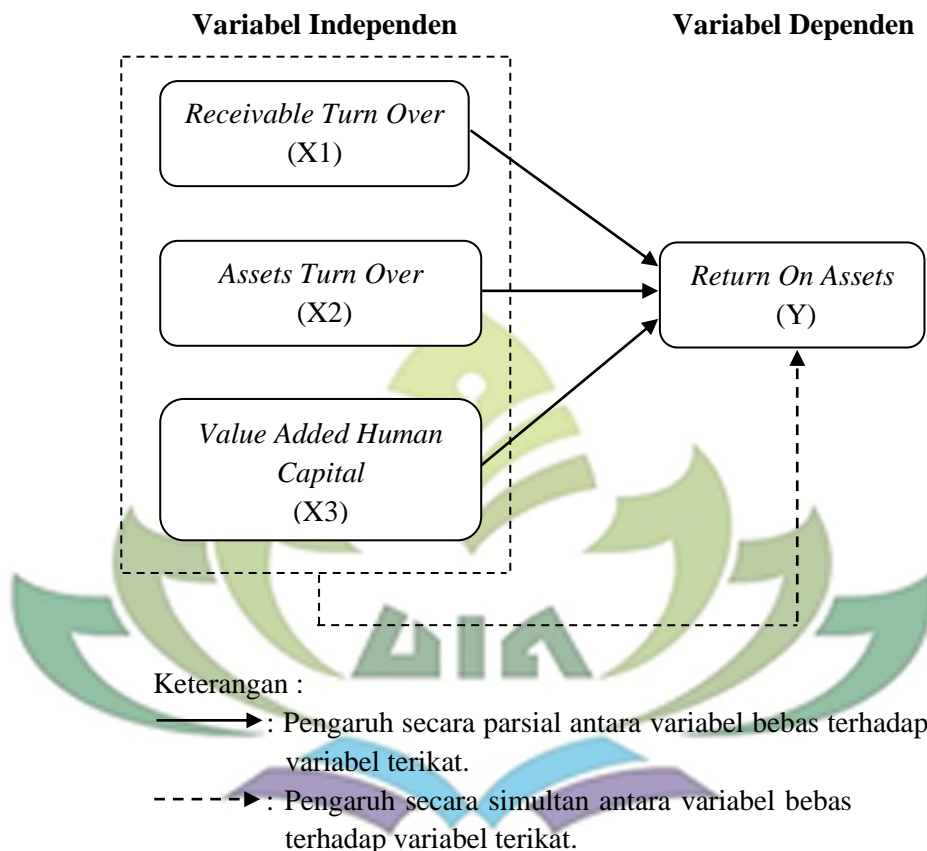 Variabel Independen Variabel Dependen
Receivable Turn Over
(X1)
Assets Turn Over
(X2)
Return On Assets
(Y)
Value Added Human
Capital
(X3)
Keterangan :
: Pengaruh secara parsial antara variabel bebas terhadap
variabel terikat.
: Pengaruh secara simultan antara variabel bebas
terhadap variabel terikat.